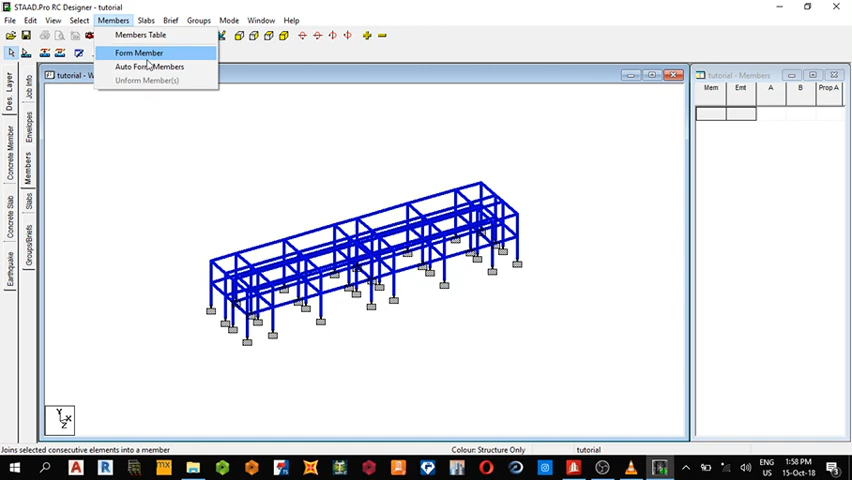 STAAD.Pro RC Designer - tutorial
File Edit View Select Members Slabs Brief Groups Mode Window Help
Members Table
Form Member
Auto Form Members
Unform Member(s)
tutorial - W
tutorial - Members
Mem Emt A B Prop A
Des. Layer
Concrete Member
Concrete Slab
Earthquake
Job Info
Envelopes
Members
Slabs
Groups/Briefs
Y
X
Z
Joins selected consecutive elements into a member
Colour: Structure Only
tutorial
ENG
US
1:58 PM
15-Oct-18